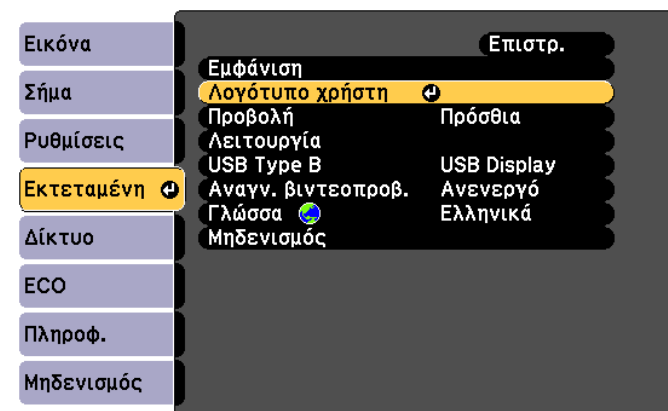 Εικόνα
Σήμα
Ρυθμίσεις
Εκτεταμένη
Δίκτυο
ECO
Πληροφ.
Μηδενισμός
Επιστρ.
Εμφάνιση
Λογότυπο χρήστη
Προβολή Πρόσθια
Λειτουργία
USB Type B USB Display
Αναγν. βιντεοπροβ. Ανενεργό
Γλώσσα Ελληνικά
Μηδενισμός